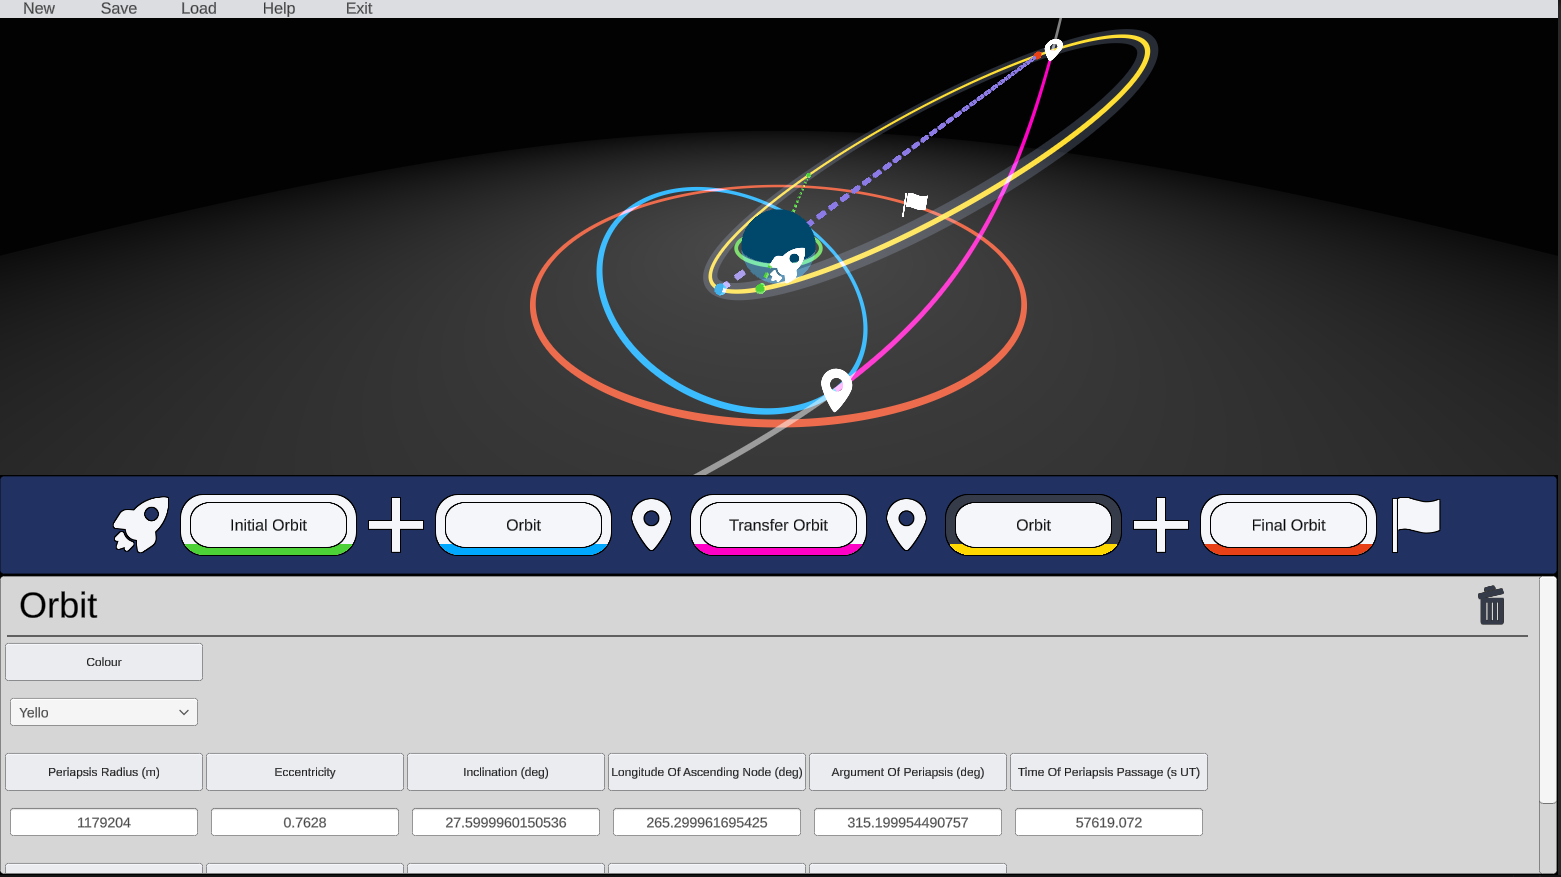 New Save Load Help Exit
Initial Orbit Orbit Transfer Orbit Orbit Final Orbit
Orbit
Colour
Yello
Periapsis Radius (m) Eccentricity Inclination (deg) Longitude Of Ascending Node (deg) Argument Of Periapsis (deg) Time Of Periapsis Passage (s UT)
1179204 0.7628 27.5999960150536 265.299961695425 315.199954490757 57619.072